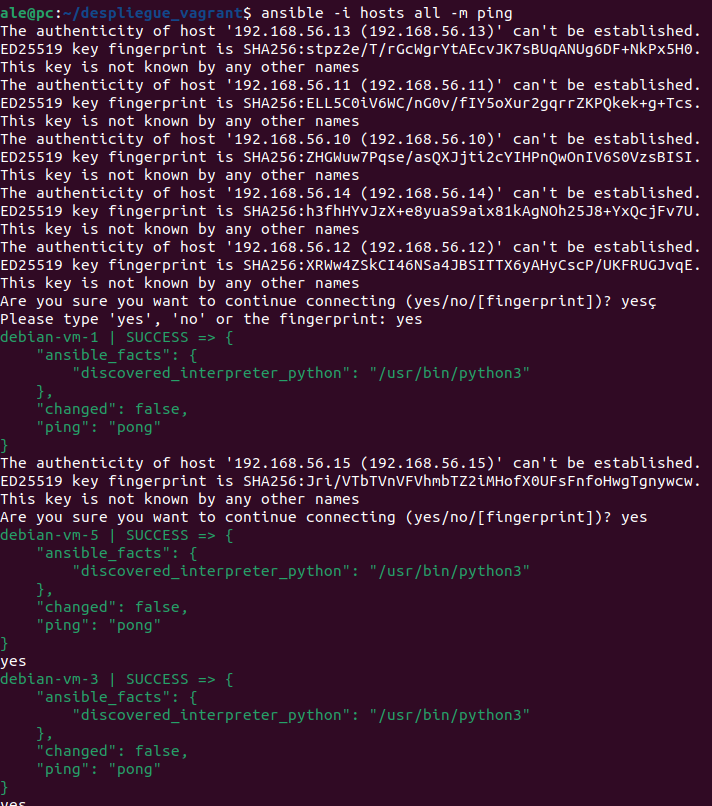 ale@pc:~/despliegue_vagrant$ ansible -i hosts all -m ping
The authenticity of host '192.168.56.13 (192.168.56.13)' can't be established.
ED25519 key fingerprint is SHA256:stpz2e/T/rGcWgrYtAEcvJK7sBUqANUg6DF+NkPx5H0.
This key is not known by any other names
The authenticity of host '192.168.56.11 (192.168.56.11)' can't be established.
ED25519 key fingerprint is SHA256:ELL5C0iV6WC/nG0v/fIY5oXur2gqrrZKPQkek+g+Tcs.
This key is not known by any other names
The authenticity of host '192.168.56.10 (192.168.56.10)' can't be established.
ED25519 key fingerprint is SHA256:ZHGWuw7Pqse/asQXJjti2cYIHPnQwOnIV6S0VzsBISI.
This key is not known by any other names
The authenticity of host '192.168.56.14 (192.168.56.14)' can't be established.
ED25519 key fingerprint is SHA256:h3fhHYvJzX+e8yuaS9aix81kAgNOh25J8+YxQcjFv7U.
This key is not known by any other names
The authenticity of host '192.168.56.12 (192.168.56.12)' can't be established.
ED25519 key fingerprint is SHA256:XRWw4ZSkCI46NSa4JBSITTX6yAHyCscP/UKFRUGJvqE.
This key is not known by any other names
Are you sure you want to continue connecting (yes/no/[fingerprint])? yesç
Please type 'yes', 'no' or the fingerprint: yes
debian-vm-1 | SUCCESS => {
    "ansible_facts": {
        "discovered_interpreter_python": "/usr/bin/python3"
    },
    "changed": false,
    "ping": "pong"
}
The authenticity of host '192.168.56.15 (192.168.56.15)' can't be established.
ED25519 key fingerprint is SHA256:Jri/VTbTVnVFVhmbTZ2iMHofX0UFsFnfoHwgTgnywcw.
This key is not known by any other names
Are you sure you want to continue connecting (yes/no/[fingerprint])? yes
debian-vm-5 | SUCCESS => {
    "ansible_facts": {
        "discovered_interpreter_python": "/usr/bin/python3"
    },
    "changed": false,
    "ping": "pong"
}
yes
debian-vm-3 | SUCCESS => {
    "ansible_facts": {
        "discovered_interpreter_python": "/usr/bin/python3"
    },
    "changed": false,
    "ping": "pong"
}
yes